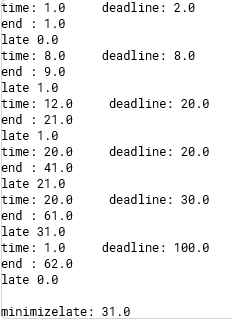 time: 1.0 deadline: 2.0
end : 1.0
late 0.0
time: 8.0 deadline: 8.0
end : 9.0
late 1.0
time: 12.0 deadline: 20.0
end : 21.0
late 1.0
time: 20.0 deadline: 20.0
end : 41.0
late 21.0
time: 20.0 deadline: 30.0
end : 61.0
late 31.0
time: 1.0 deadline: 100.0
end : 62.0
late 0.0
minimizelate: 31.0